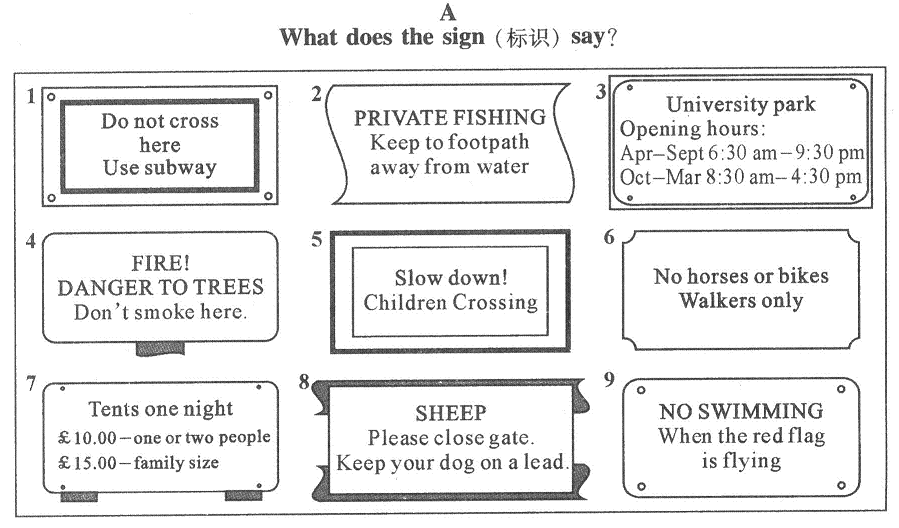 A
What does the sign (标识) say?
1
Do not cross
here
Use subway
2
PRIVATE FISHING
Keep to footpath
away from water
3
University park
Opening hours:
Apr–Sept 6:30 am–9:30 pm
Oct–Mar 8:30 am–4:30 pm
4
FIRE!
DANGER TO TREES
Don't smoke here.
5
Slow down!
Children Crossing
6
No horses or bikes
Walkers only
7
Tents one night
£10.00–one or two people
£15.00–family size
8
SHEEP
Please close gate.
Keep your dog on a lead.
9
NO SWIMMING
When the red flag
is flying